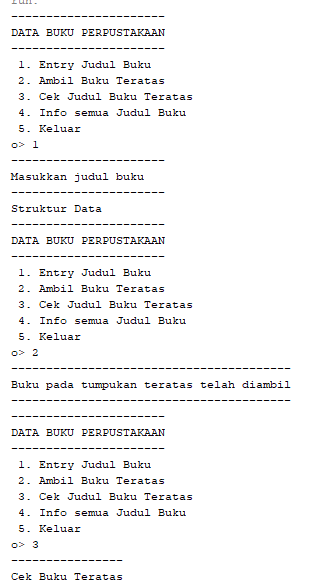 run:
----------------------
DATA BUKU PERPUSTAKAAN
----------------------
1. Entry Judul Buku
2. Ambil Buku Teratas
3. Cek Judul Buku Teratas
4. Info semua Judul Buku
5. Keluar
o> 1
----------------------
Masukkan judul buku
----------------------
Struktur Data
----------------------
DATA BUKU PERPUSTAKAAN
----------------------
1. Entry Judul Buku
2. Ambil Buku Teratas
3. Cek Judul Buku Teratas
4. Info semua Judul Buku
5. Keluar
o> 2
----------------------------------------
Buku pada tumpukan teratas telah diambil
----------------------------------------
----------------------
DATA BUKU PERPUSTAKAAN
----------------------
1. Entry Judul Buku
2. Ambil Buku Teratas
3. Cek Judul Buku Teratas
4. Info semua Judul Buku
5. Keluar
o> 3
----------------
Cek Buku Teratas